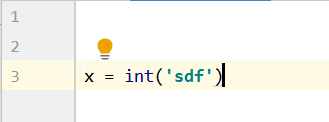 1
2
3 x = int('sdf')